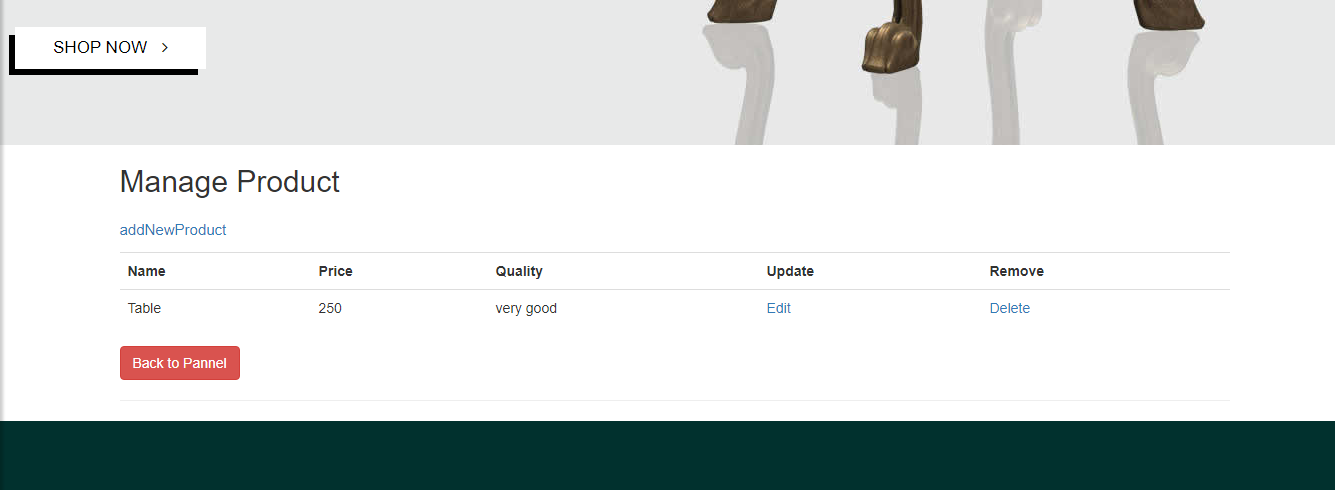 SHOP NOW >
Manage Product
addNewProduct
Name Price Quality Update Remove
Table 250 very good Edit Delete
Back to Pannel